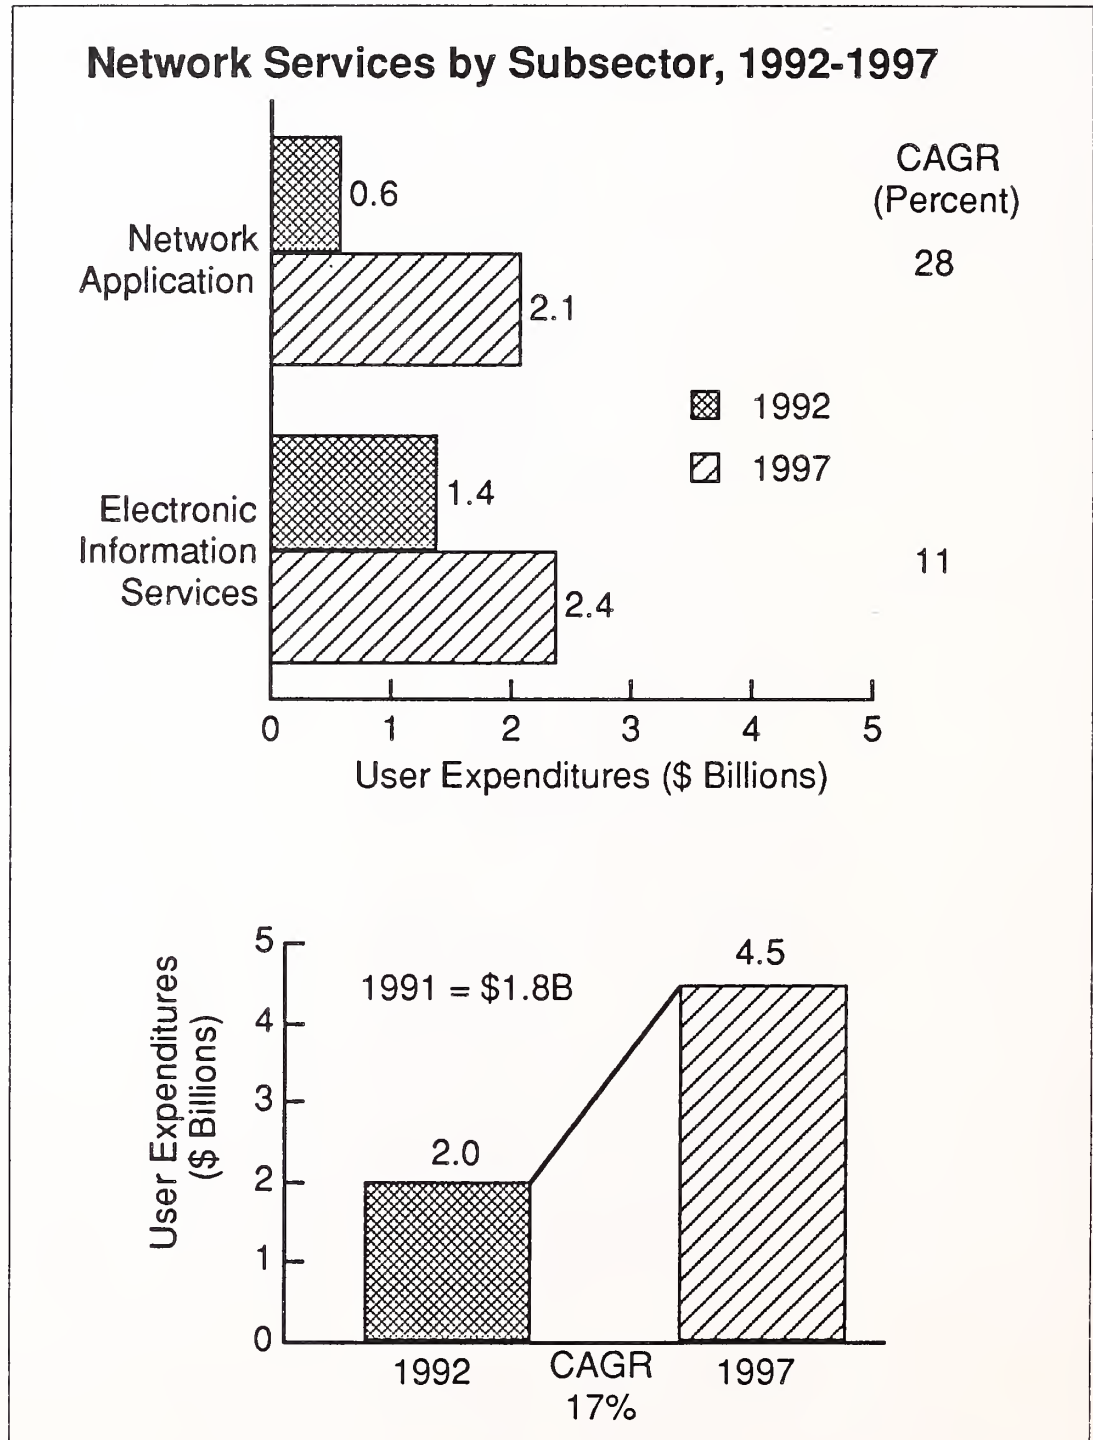 Network Services by Subsector, 1992-1997
CAGR
(Percent)
0.6
Network
Application
28
2.1
1992
1997
1.4
Electronic
Information
Services
11
2.4
0 1 2 3 4 5
User Expenditures ($ Billions)
User Expenditures
($ Billions)
5
4
3
2
1
0
1991 = $1.8B
4.5
2.0
1992
CAGR
17%
1997